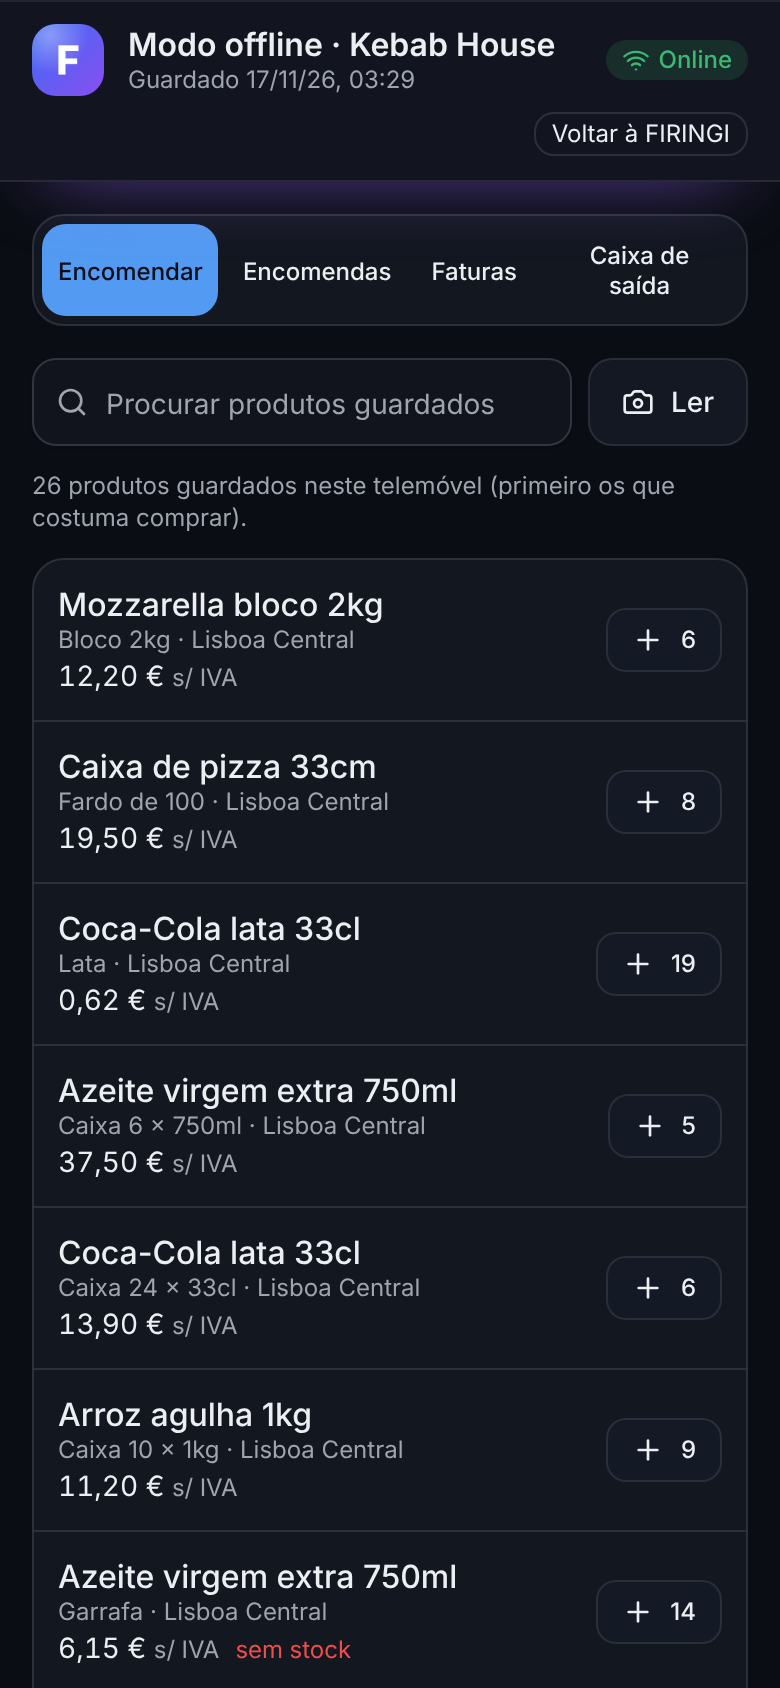 F
Modo offline · Kebab House
Guardado 17/11/26, 03:29
Online
Voltar à FIRINGI
Encomendar
Encomendas
Faturas
Caixa de
saída
Procurar produtos guardados
Ler
26 produtos guardados neste telemóvel (primeiro os que
costuma comprar).
Mozzarella bloco 2kg
Bloco 2kg · Lisboa Central
12,20 € s/ IVA
+ 6
Caixa de pizza 33cm
Fardo de 100 · Lisboa Central
19,50 € s/ IVA
+ 8
Coca-Cola lata 33cl
Lata · Lisboa Central
0,62 € s/ IVA
+ 19
Azeite virgem extra 750ml
Caixa 6 × 750ml · Lisboa Central
37,50 € s/ IVA
+ 5
Coca-Cola lata 33cl
Caixa 24 × 33cl · Lisboa Central
13,90 € s/ IVA
+ 6
Arroz agulha 1kg
Caixa 10 × 1kg · Lisboa Central
11,20 € s/ IVA
+ 9
Azeite virgem extra 750ml
Garrafa · Lisboa Central
6,15 € s/ IVA sem stock
+ 14